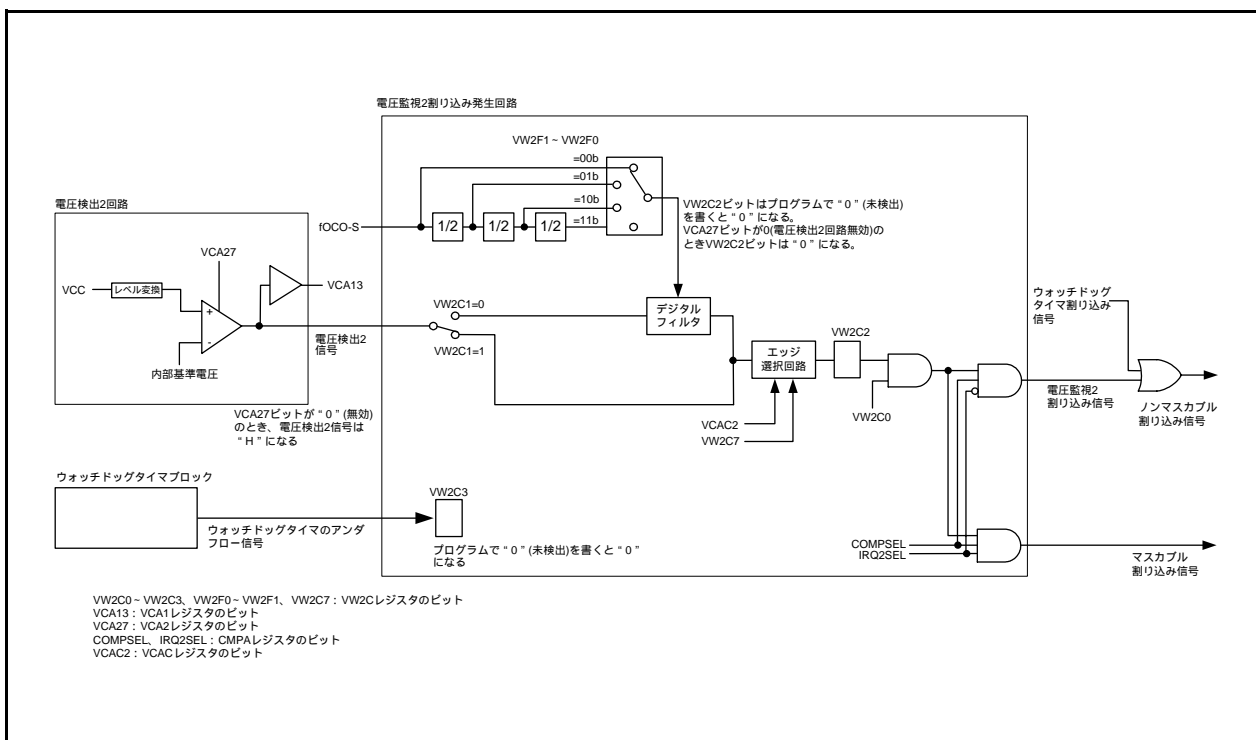 電圧監視2割り込み発生回路
VW2F1～VW2F0
=00b
=01b
=10b
=11b
fOCO-S
1/2
1/2
1/2
VW2C2ビットはプログラムで“0”(未検出)
を書くと“0”になる。
VCA27ビットが0(電圧検出2回路無効)の
ときVW2C2ビットは“0”になる。
電圧検出2回路
VCA27
VCC
レベル変換
+
-
内部基準電圧
VCA13
電圧検出2
信号
VCA27ビットが“0”(無効)
のとき、電圧検出2信号は
“H”になる
VW2C1=0
VW2C1=1
デジタル
フィルタ
エッジ
選択回路
VCAC2
VW2C7
VW2C2
VW2C0
ウォッチドッグ
タイマ割り込み
信号
電圧監視2
割り込み信号
ノンマスカブル
割り込み信号
ウォッチドッグタイマブロック
ウォッチドッグタイマのアンダ
フロー信号
VW2C3
プログラムで“0”(未検出)を書くと“0”
になる
COMPSEL
IRQ2SEL
マスカブル
割り込み信号
VW2C0～VW2C3、VW2F0～VW2F1、VW2C7：VW2Cレジスタのビット
VCA13：VCA1レジスタのビット
VCA27：VCA2レジスタのビット
COMPSEL、IRQ2SEL：CMPAレジスタのビット
VCAC2：VCACレジスタのビット